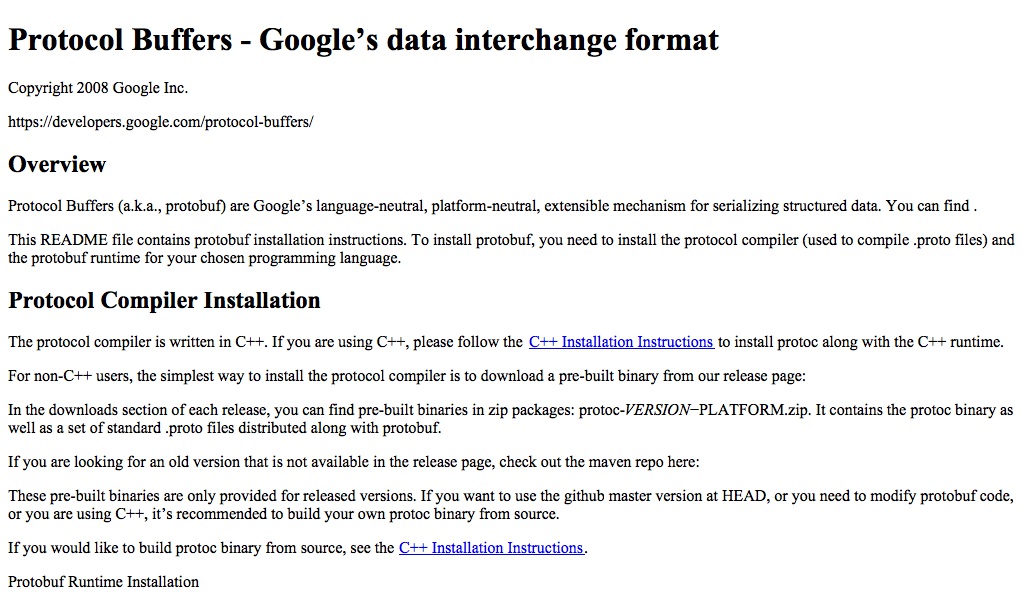 Protocol Buffers - Google’s data interchange format
Copyright 2008 Google Inc.
https://developers.google.com/protocol-buffers/
Overview
Protocol Buffers (a.k.a., protobuf) are Google’s language-neutral, platform-neutral, extensible mechanism for serializing structured data. You can find .
This README file contains protobuf installation instructions. To install protobuf, you need to install the protocol compiler (used to compile .proto files) and
the protobuf runtime for your chosen programming language.
Protocol Compiler Installation
The protocol compiler is written in C++. If you are using C++, please follow the C++ Installation Instructions to install protoc along with the C++ runtime.
For non-C++ users, the simplest way to install the protocol compiler is to download a pre-built binary from our release page:
In the downloads section of each release, you can find pre-built binaries in zip packages: protoc-VERSION−PLATFORM.zip. It contains the protoc binary as
well as a set of standard .proto files distributed along with protobuf.
If you are looking for an old version that is not available in the release page, check out the maven repo here:
These pre-built binaries are only provided for released versions. If you want to use the github master version at HEAD, or you need to modify protobuf code,
or you are using C++, it’s recommended to build your own protoc binary from source.
If you would like to build protoc binary from source, see the C++ Installation Instructions.
Protobuf Runtime Installation